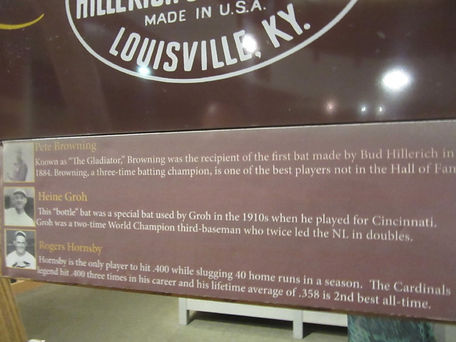 HILLERICH
MADE IN U.S.A.
LOUISVILLE, KY.
Pete Browning
Known as "The Gladiator," Browning was the recipient of the first bat made by Bud Hillerich in
1884. Browning, a three-time batting champion, is one of the best players not in the Hall of Fam
Heine Groh
This "bottle" bat was a special bat used by Groh in the 1910s when he played for Cincinnati.
Groh was a two-time World Champion third-baseman who twice led the NL in doubles.
Rogers Hornsby
Hornsby is the only player to hit .400 while slugging 40 home runs in a season. The Cardinals
legend hit .400 three times in his career and his lifetime average of .358 is 2nd best all-time.